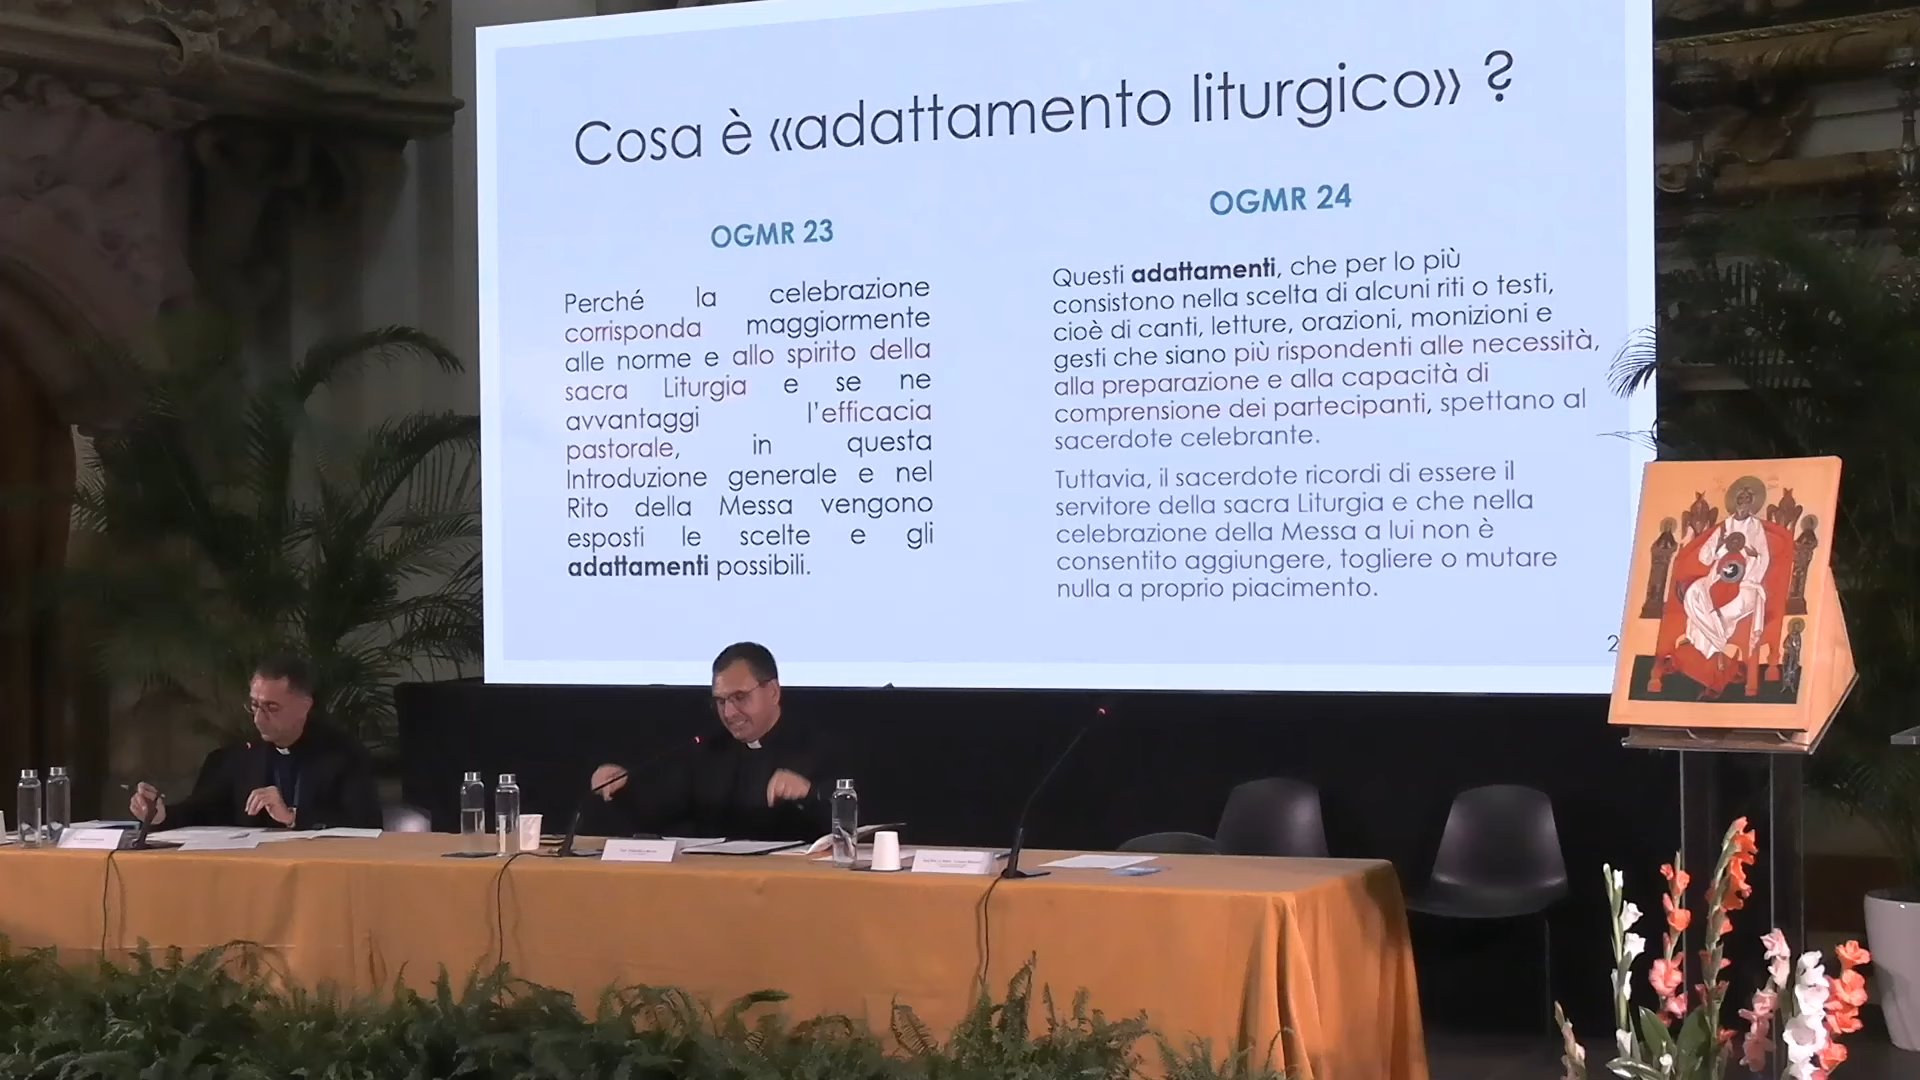 Cosa è «adattamento liturgico» ?
OGMR 23
Perché la celebrazione
corrisponda maggiormente
alle norme e allo spirito della
sacra Liturgia e se ne
avvantaggi l'efficacia
pastorale, in questa
Introduzione generale e nel
Rito della Messa vengono
esposti le scelte e gli
adattamenti possibili.
OGMR 24
Questi adattamenti, che per lo più
consistono nella scelta di alcuni riti o testi,
cioè di canti, letture, orazioni, monizioni e
gesti che siano più rispondenti alle necessità,
alla preparazione e alla capacità di
comprensione dei partecipanti, spettano al
sacerdote celebrante.
Tuttavia, il sacerdote ricordi di essere il
servitore della sacra Liturgia e che nella
celebrazione della Messa a lui non è
consentito aggiungere, togliere o mutare
nulla a proprio piacimento.
2